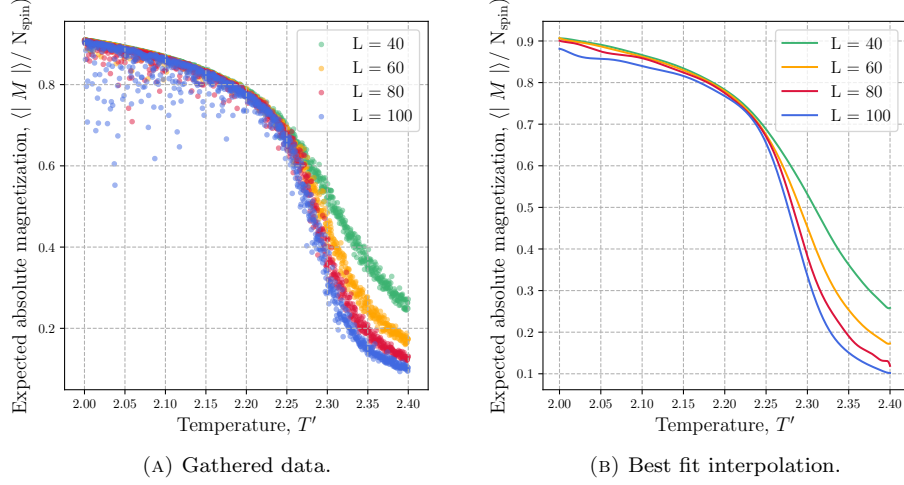 Expected absolute magnetization, ⟨| M |⟩/ N_spin)
0.8
0.6
0.4
0.2
2.00 2.05 2.10 2.15 2.20 2.25 2.30 2.35 2.40
Temperature, T′
L = 40
L = 60
L = 80
L = 100
(A) Gathered data.
Expected absolute magnetization, ⟨| M |⟩/ N_spin)
0.9
0.8
0.7
0.6
0.5
0.4
0.3
0.2
0.1
2.00 2.05 2.10 2.15 2.20 2.25 2.30 2.35 2.40
Temperature, T′
L = 40
L = 60
L = 80
L = 100
(B) Best fit interpolation.